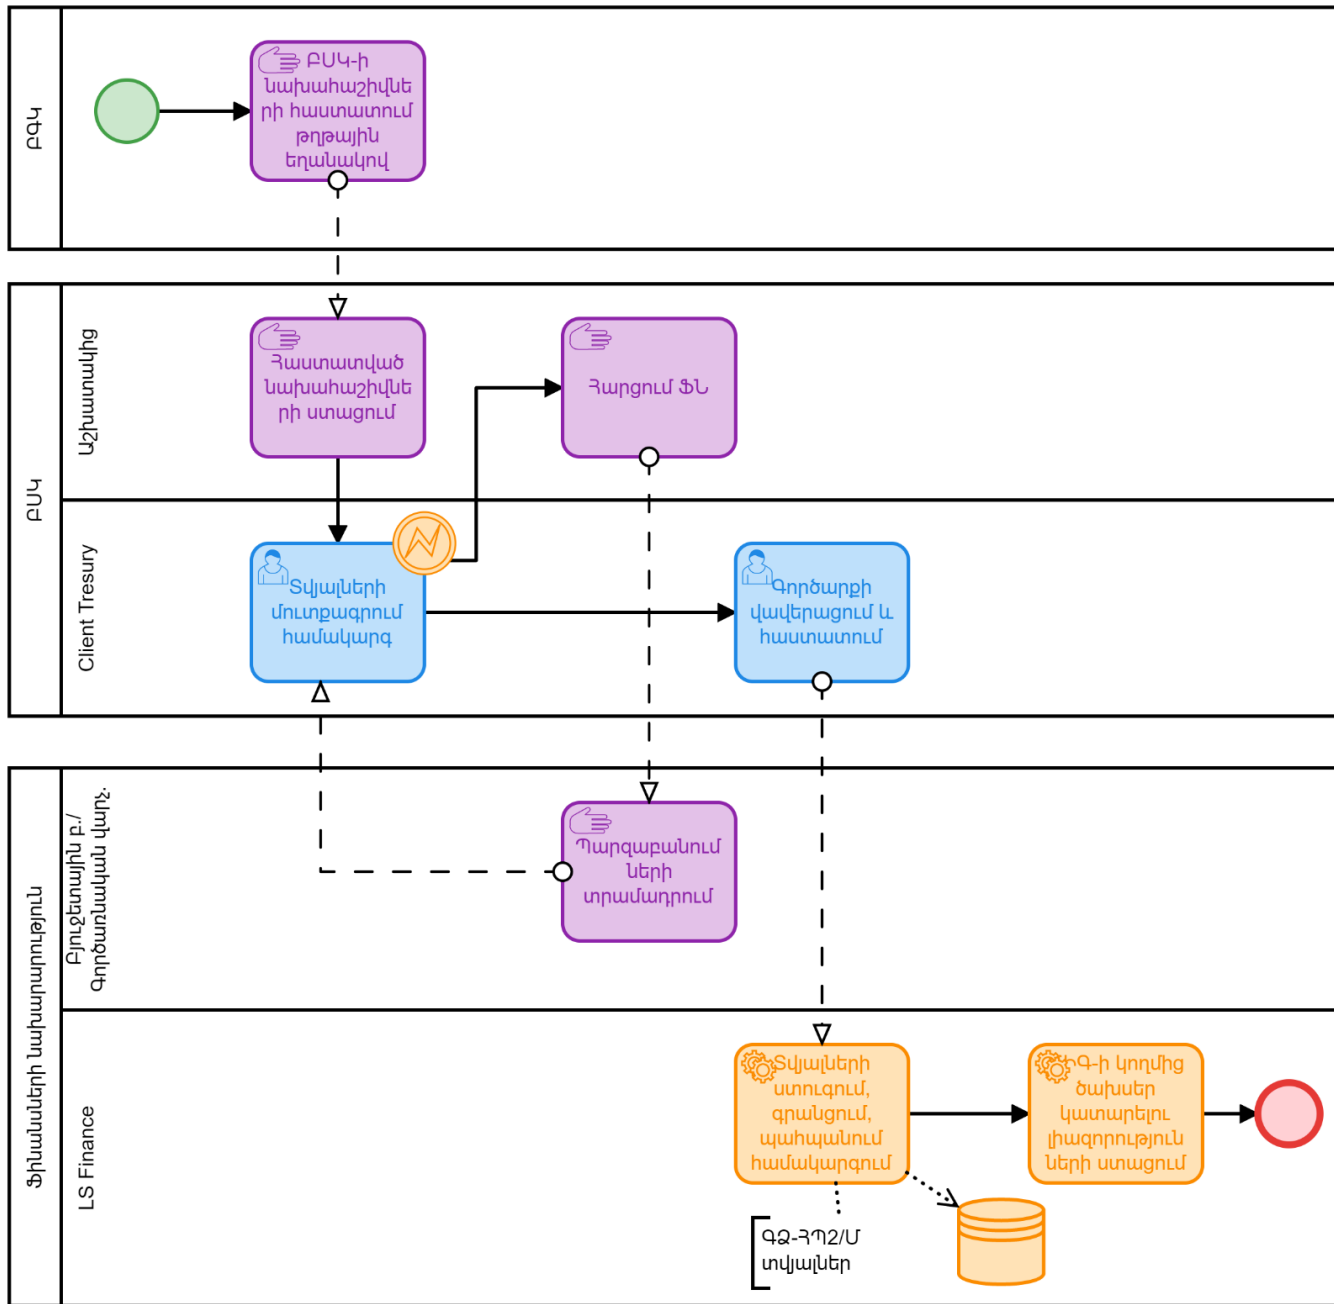 ԲԳԿ
ԲՍԿ-ի
նախահաշիվնե
րի հաստատում
թղթային
եղանակով
ԲՍԿ
Աշխատակից
Հաստատված
նախահաշիվնե
րի ստացում
Հարցում ՖՆ
Client Tresury
Տվյալների
մուտքագրում
համակարգ
Գործարքի
վավերացում և
հաստատում
Ֆինանսների նախարարություն
Բյուջետային բ./
Գործառնական վարչ.
Պարզաբանում
ների
տրամադրում
LS Finance
Տվյալների
ստուգում,
գրանցում,
պահպանում
համակարգում
-ի կողմից
ծախսեր
կատարելու
լիազորություն
ների ստացում
ԳՁ-ՀՊ2/Մ
տվյալներ